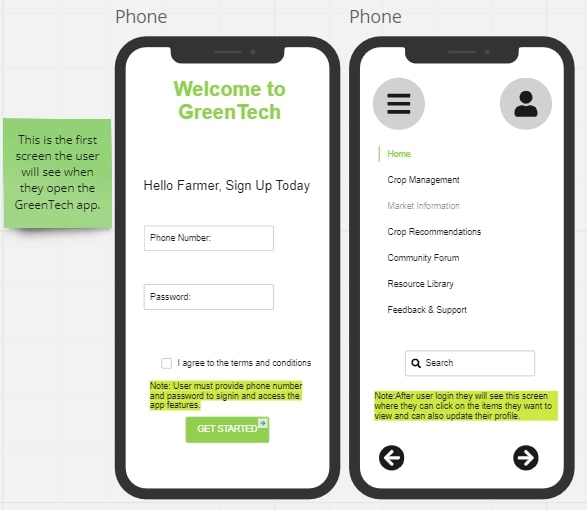 Phone
Phone
This is the first
screen the user
will see when
they open the
GreenTech app.
Welcome to
GreenTech
Hello Farmer, Sign Up Today
Phone Number:
Password:
I agree to the terms and conditions
Note: User must provide phone number
and password to signin and access the
app features.
GET STARTED
Home
Crop Management
Market Information
Crop Recommendations
Community Forum
Resource Library
Feedback & Support
Search
Note:After user login they will see this screen
where they can click on the items they want to
view and can also update their profile.